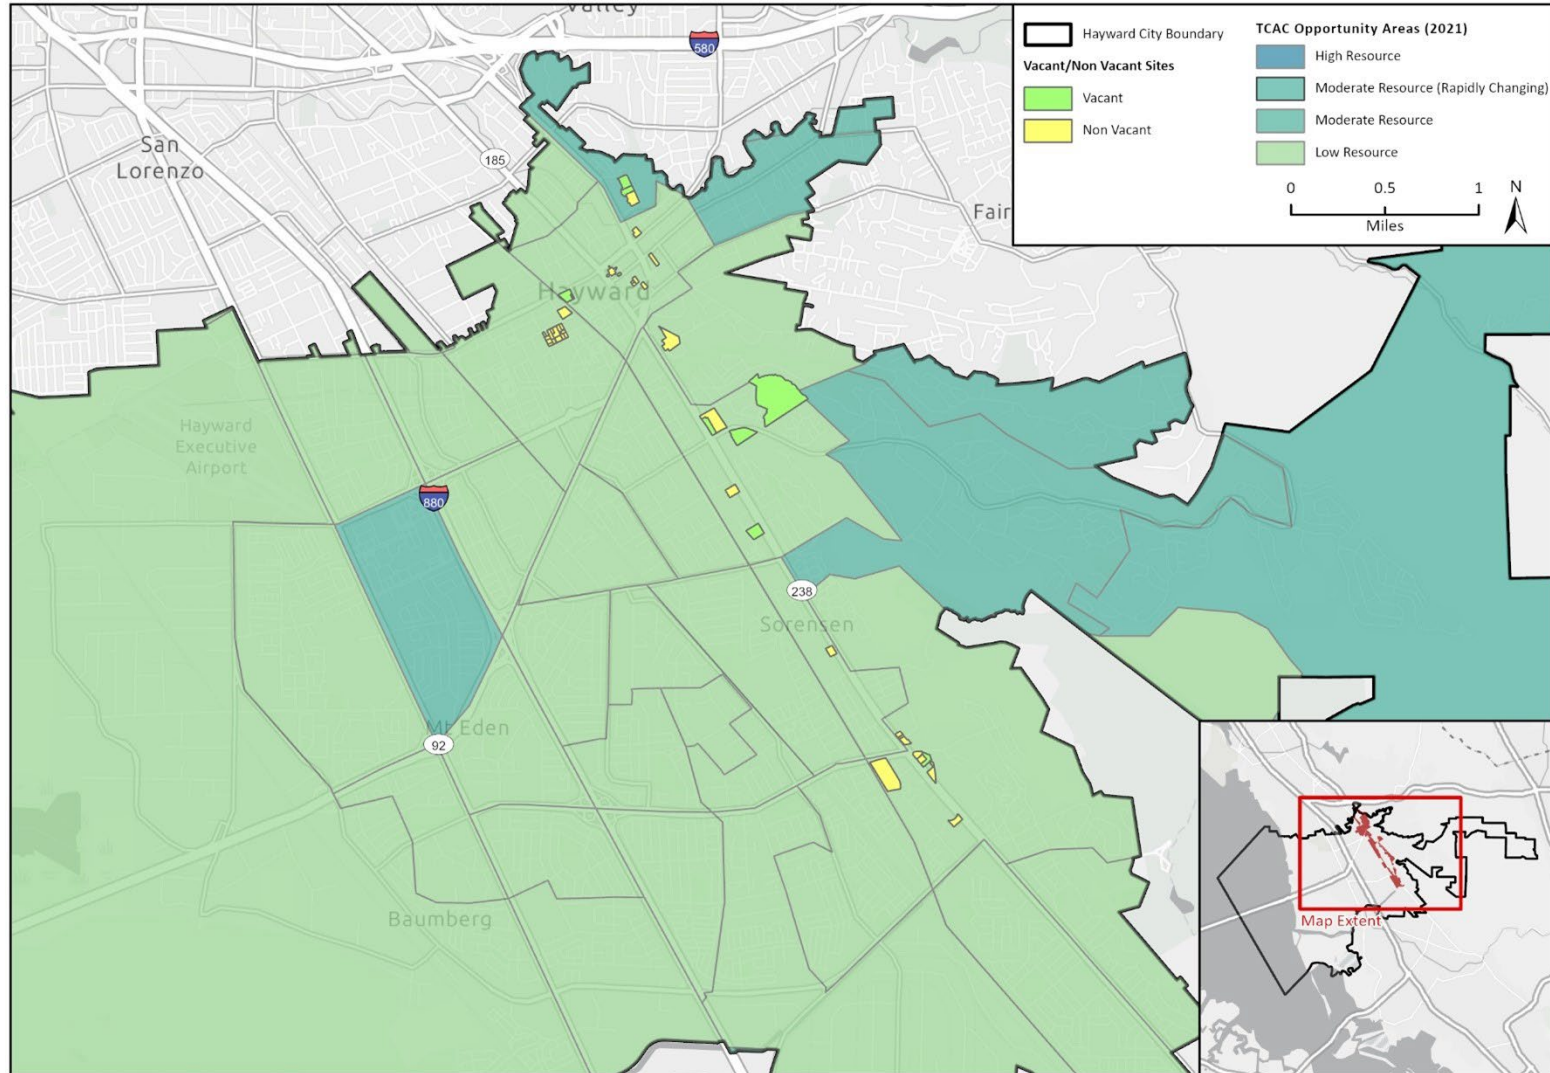 Valley
580
San
Lorenzo
185
Fair
Hayward
Hayward
Executive
Airport
880
238
Sorensen
Mt Eden
92
Baumberg
Hayward City Boundary
Vacant/Non Vacant Sites
Vacant
Non Vacant
TCAC Opportunity Areas (2021)
High Resource
Moderate Resource (Rapidly Changing)
Moderate Resource
Low Resource
0 0.5 1
Miles
N
Map Extent